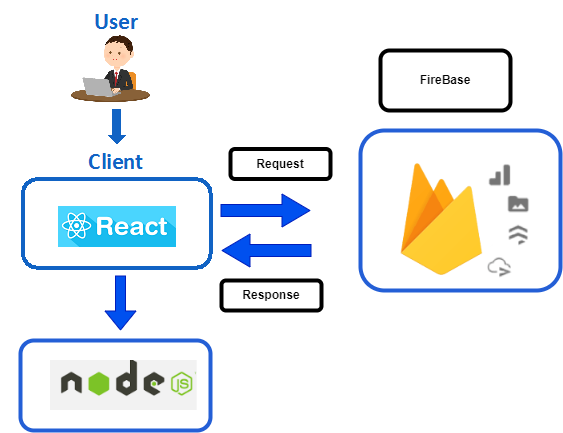 User
FireBase
Client
Request
React
Response
node
JS